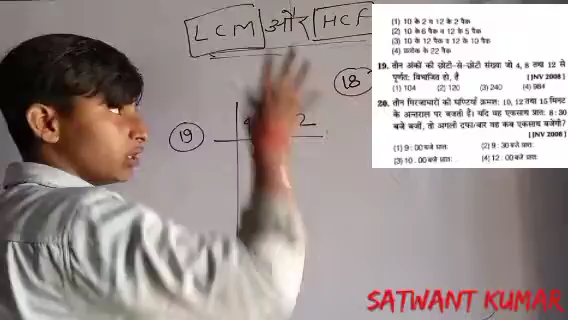 LCM और HCF
(1) 10 के 2 व 12 के 2 पैक
(2) 10 के 6 पैक व 12 के 5 पैक
(3) 10 के 12 पैक व 12 के 10 पैक
(4) प्रत्येक के 22 पैक
18
19. तीन अंकों की छोटी-से-छोटी संख्या जो 4, 8 तथा 12 से
पूर्णतः विभाजित हो, है [JNV 2008]
(1) 104 (2) 120 (3) 240 (4) 984
20. तीन गिरजाघरों की घण्टियाँ क्रमशः 10, 12 तथा 15 मिनट
के अन्तराल पर बजती हैं। यदि वह एकसाथ प्रातः 8:30
बजे बजीं, तो अगली दफा/बार वह कब एकसाथ बजेंगी?
[JNV 2008]
(1) 9 : 00 बजे प्रातः (2) 9 : 30 बजे प्रातः
(3) 10 . 00 बजे प्रातः (4) 12 . 00 बजे प्रातः
19
2
SATWANT KUMAR